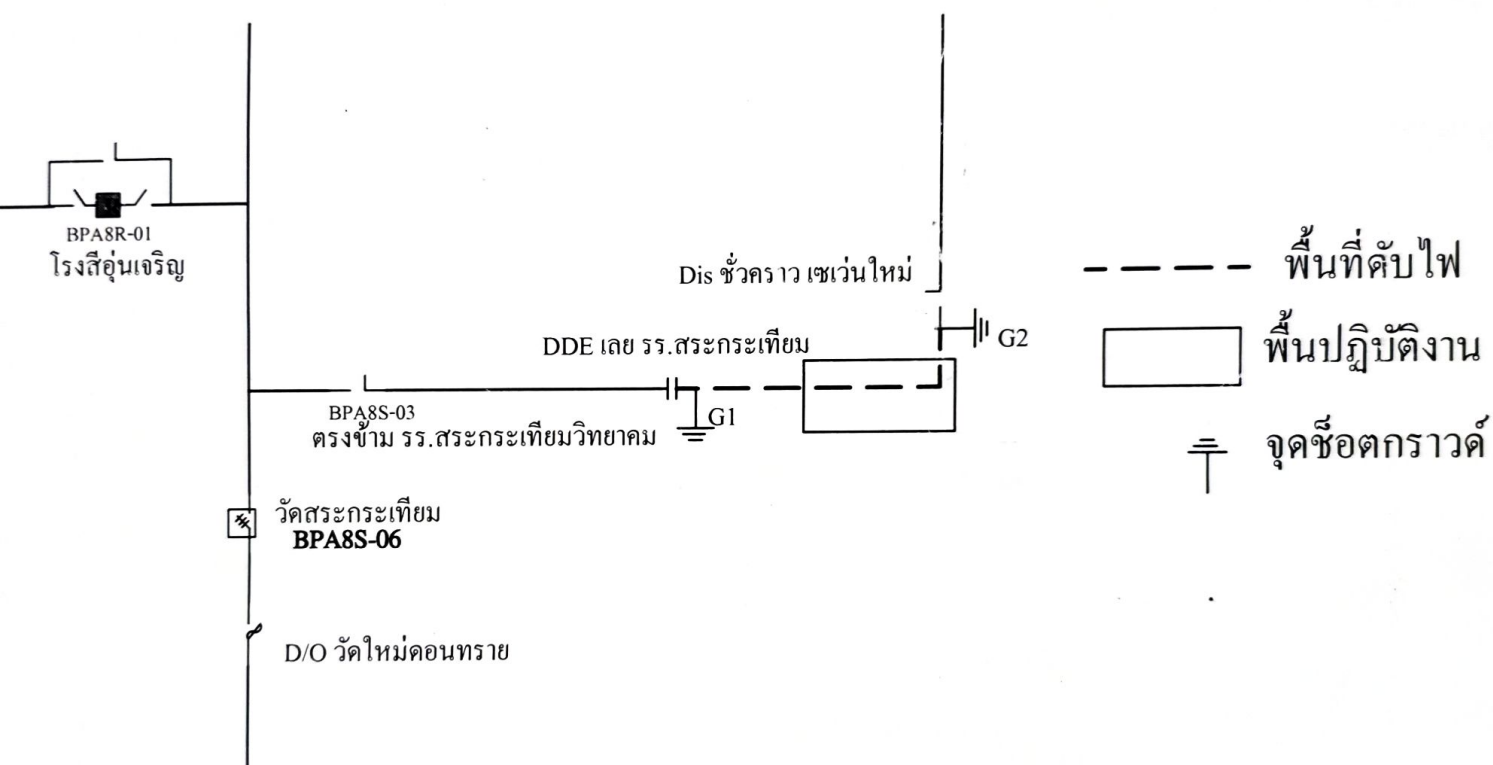 BPA8R-01
โรงสีอุ่นเจริญ
Dis ชั่วคราว เซเว่นใหม่
DDE เลย รร.สระกระเทียม
G2
G1
BPA8S-03
ตรงข้าม รร.สระกระเทียมวิทยาคม
วัดสระกระเทียม
BPA8S-06
D/O วัดใหม่ดอนทราย
พื้นที่ดับไฟ
พื้นปฏิบัติงาน
จุดช็อตกราวด์